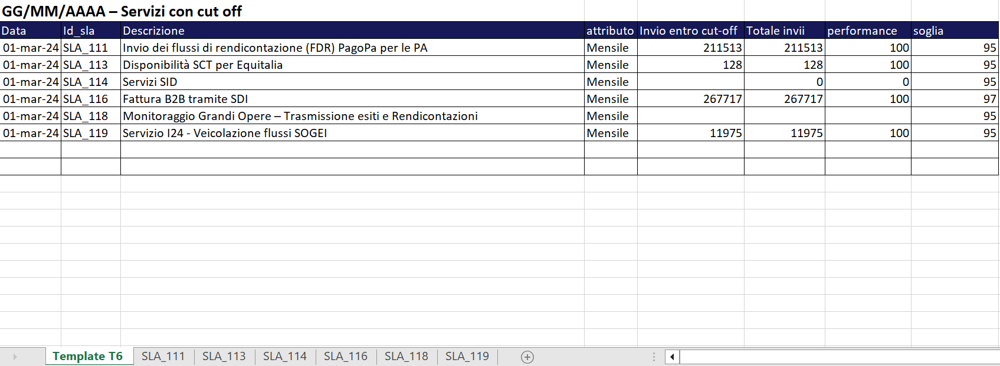 GG/MM/AAAA – Servizi con cut off
Data Id_sla Descrizione attributo Invio entro cut-off Totale invii performance soglia
01-mar-24 SLA_111 Invio dei flussi di rendicontazione (FDR) PagoPa per le PA Mensile 211513 211513 100 95
01-mar-24 SLA_113 Disponibilità SCT per Equitalia Mensile 128 128 100 95
01-mar-24 SLA_114 Servizi SID Mensile 0 0 95
01-mar-24 SLA_116 Fattura B2B tramite SDI Mensile 267717 267717 100 97
01-mar-24 SLA_118 Monitoraggio Grandi Opere – Trasmissione esiti e Rendicontazioni Mensile 95
01-mar-24 SLA_119 Servizio I24 - Veicolazione flussi SOGEI Mensile 11975 11975 100 95
Template T6 SLA_111 SLA_113 SLA_114 SLA_116 SLA_118 SLA_119